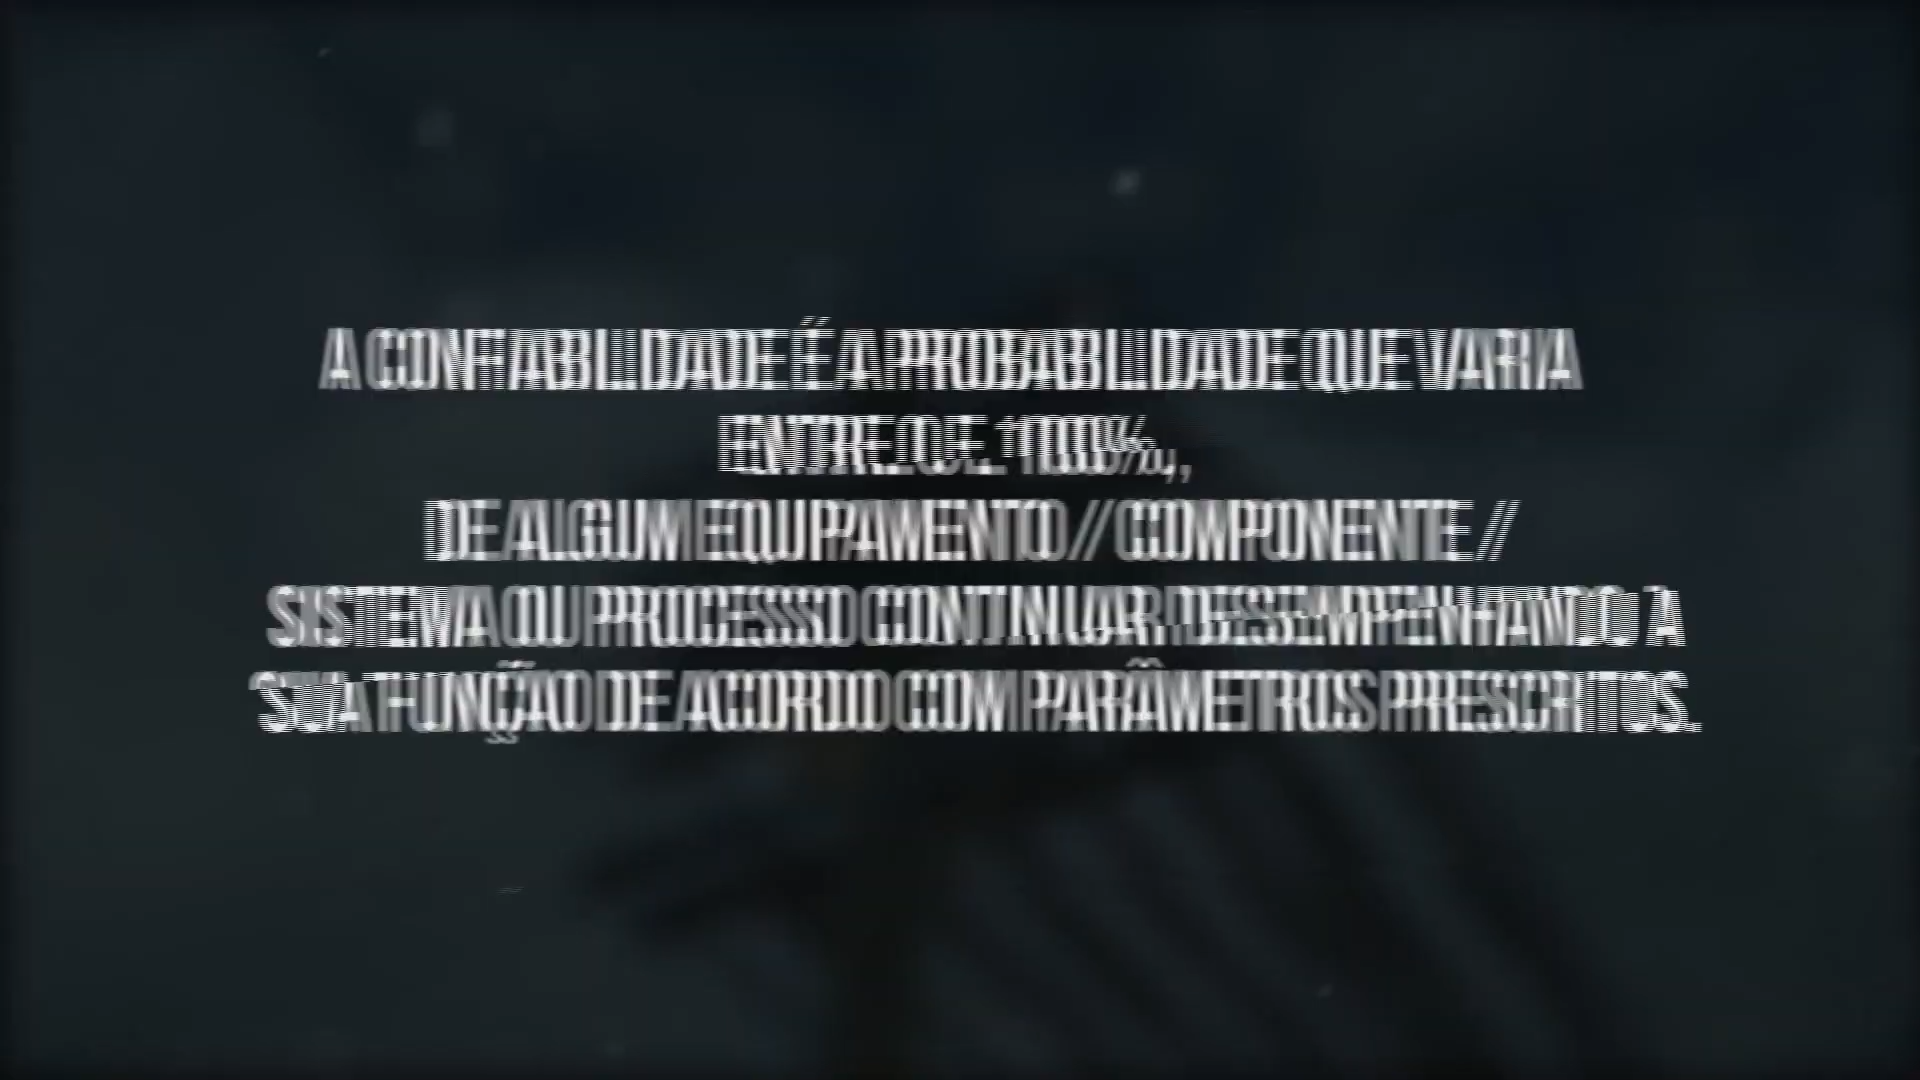 A CONFIABILIDADE É A PROBABILIDADE QUE VARIA
ENTRE 0 E 100%,
DE ALGUM EQUIPAMENTO / COMPONENTE /
SISTEMA OU PROCESSO CONTINUAR DESEMPENHANDO A
SUA FUNÇÃO DE ACORDO COM PARÂMETROS PRESCRITOS.